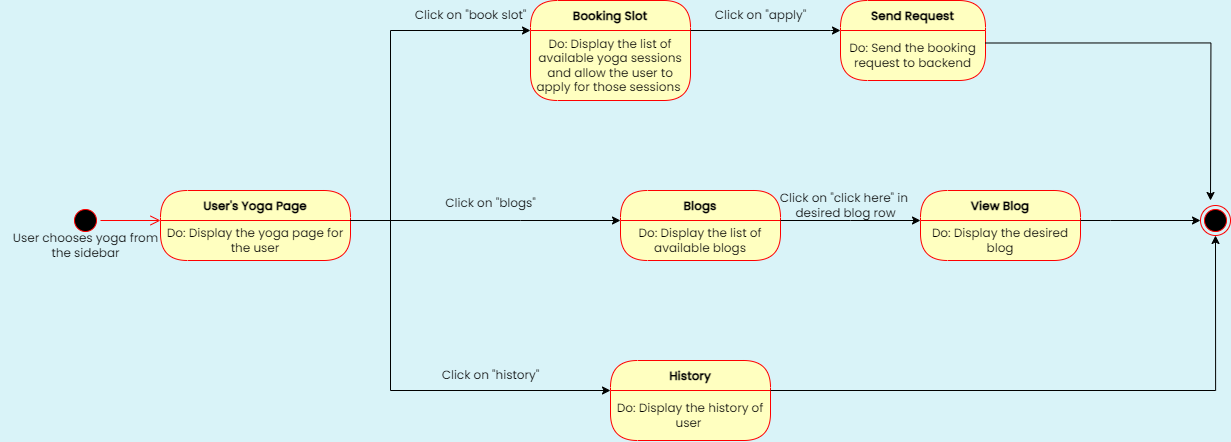 Click on "book slot"
Booking Slot
Do: Display the list of
available yoga sessions
and allow the user to
apply for those sessions
Click on "apply"
Send Request
Do: Send the booking
request to backend
User chooses yoga from
the sidebar
User's Yoga Page
Do: Display the yoga page for
the user
Click on "blogs"
Blogs
Do: Display the list of
available blogs
Click on "click here" in
desired blog row
View Blog
Do: Display the desired
blog
Click on "history"
History
Do: Display the history of
user